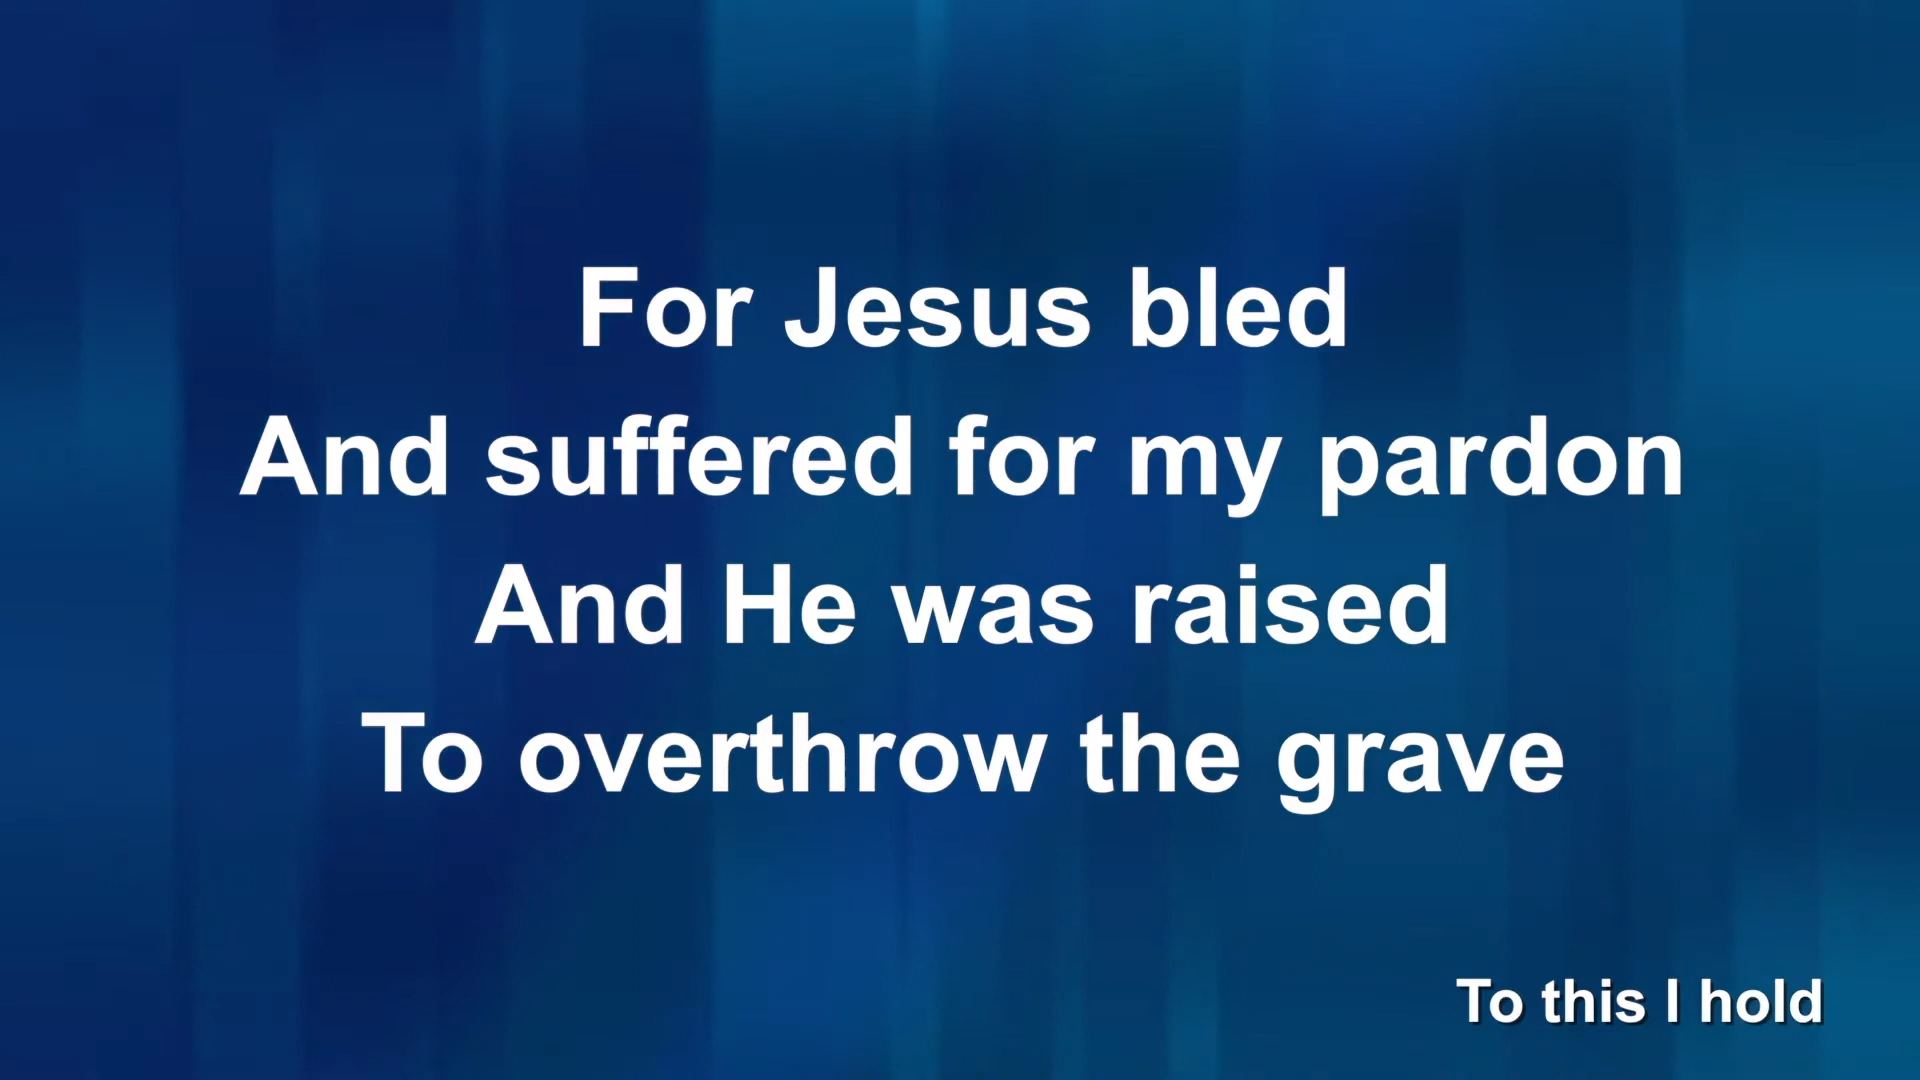 For Jesus bled
And suffered for my pardon
And He was raised
To overthrow the grave
To this I hold